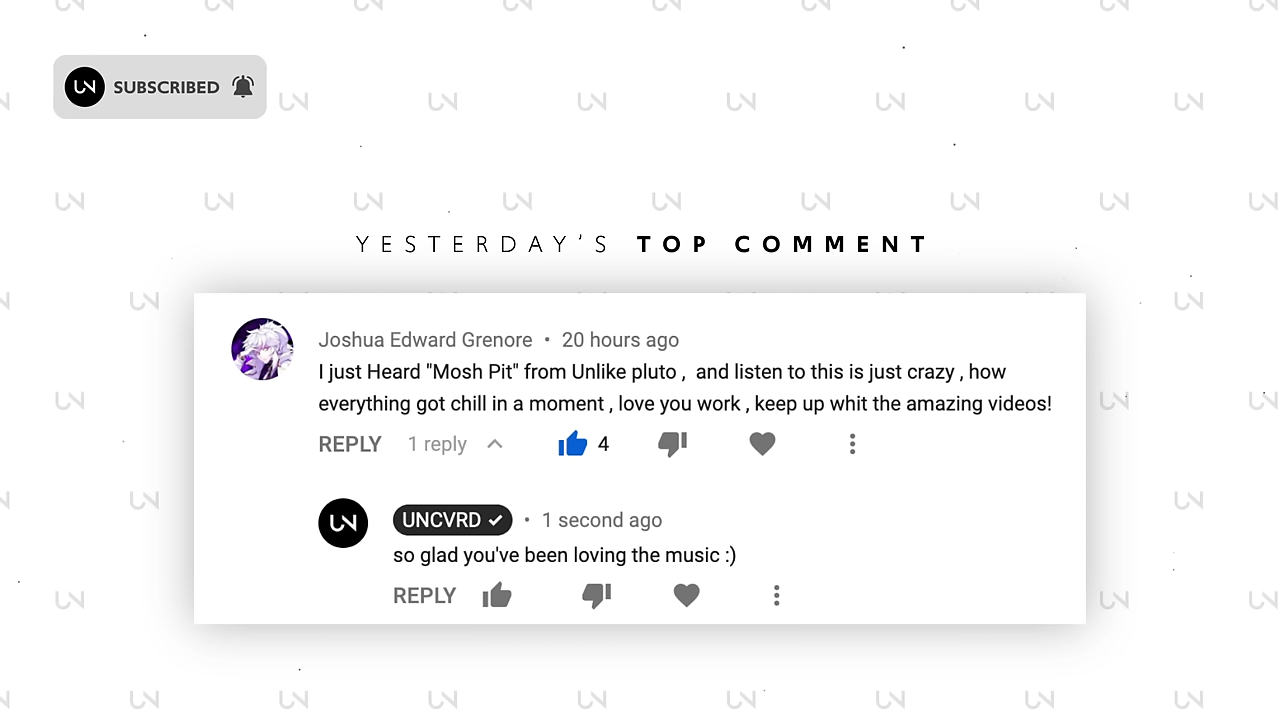 SUBSCRIBED
YESTERDAY'S TOP COMMENT
Joshua Edward Grenore • 20 hours ago
I just Heard "Mosh Pit" from Unlike pluto , and listen to this is just crazy , how
everything got chill in a moment , love you work , keep up whit the amazing videos!
REPLY 1 reply 4
UNCVRD • 1 second ago
so glad you've been loving the music :)
REPLY